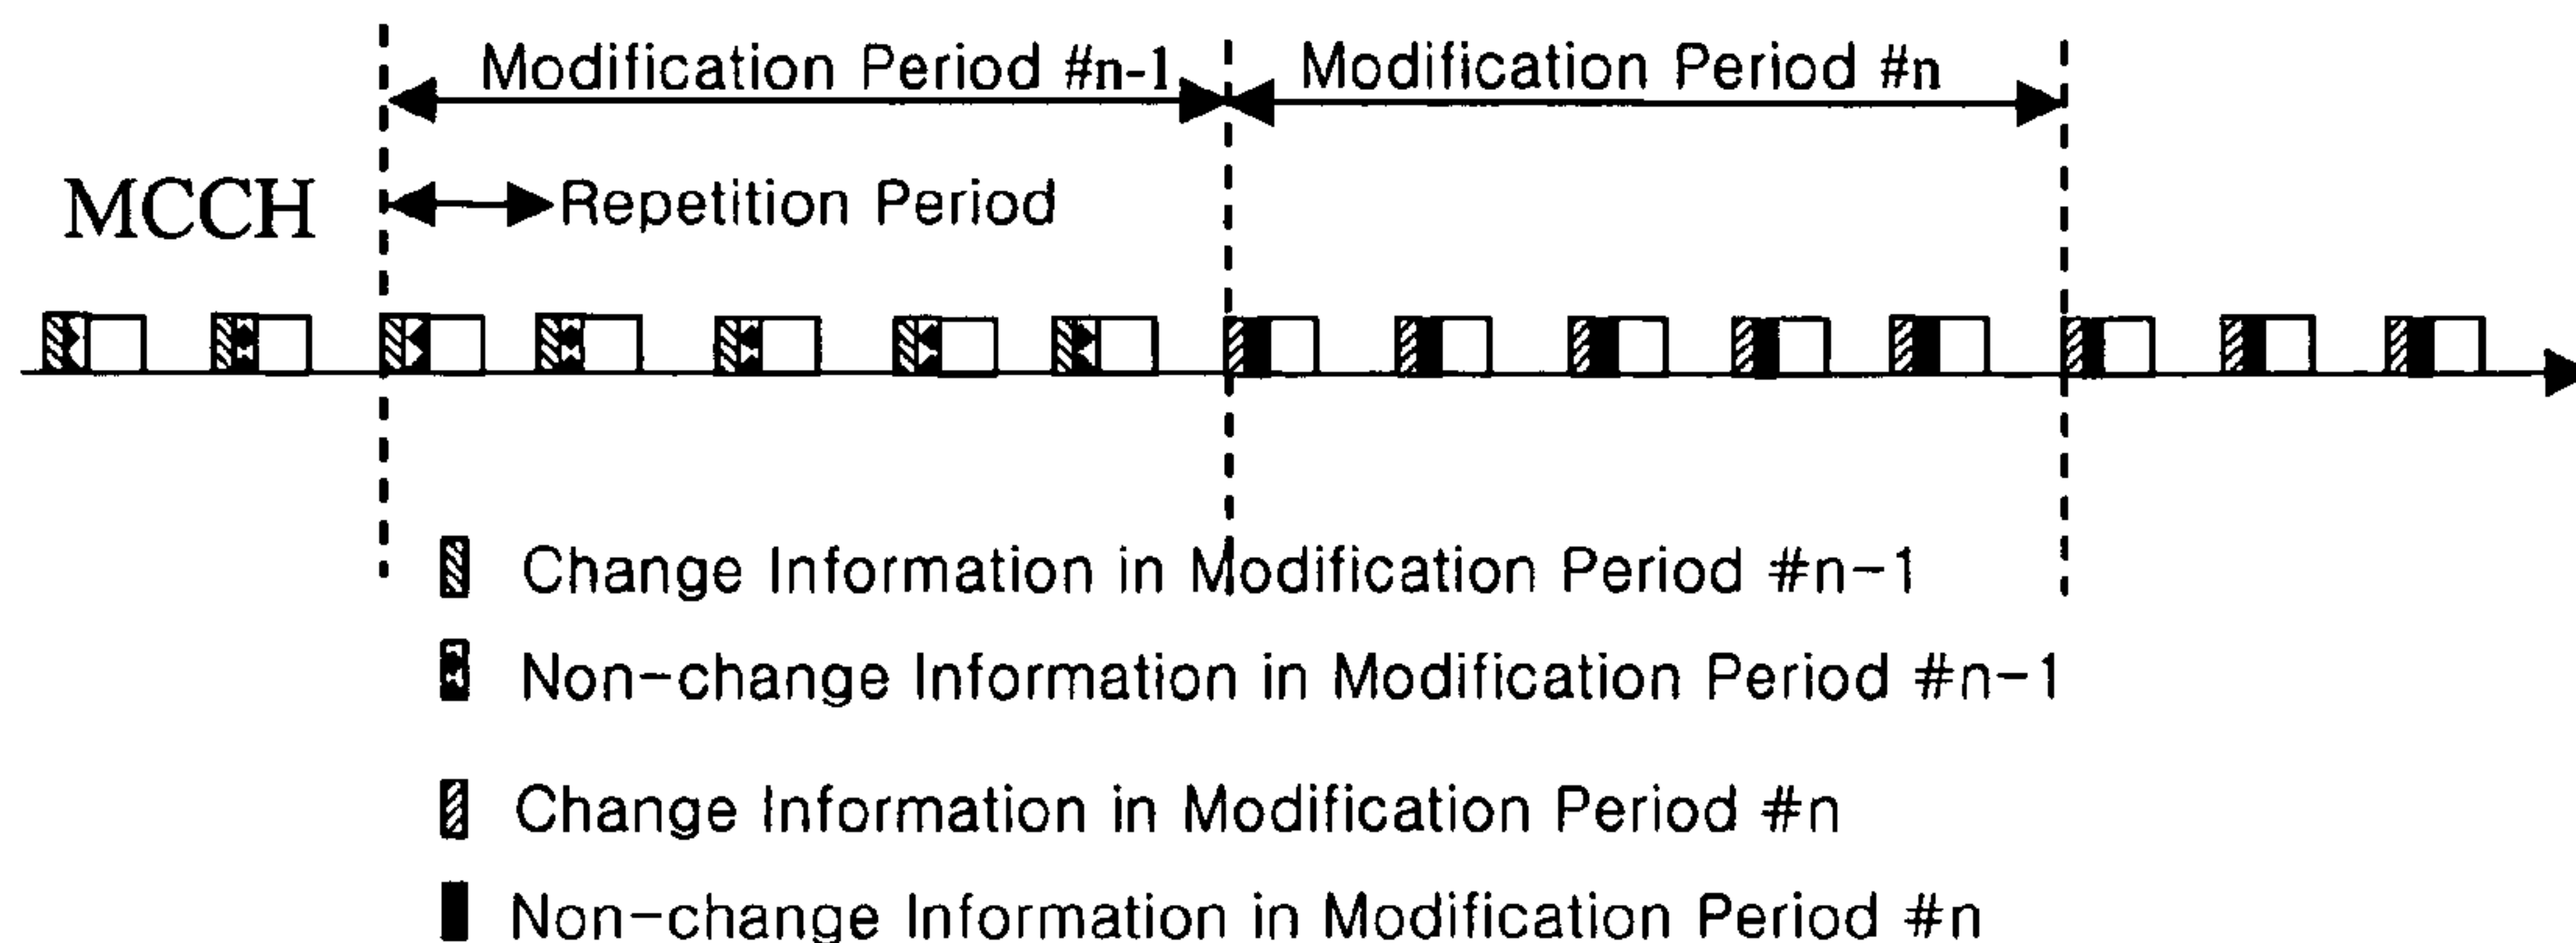 Modification Period #n-1 Modification Period #n
MCCH Repetition Period
Change Information in Modification Period #n-1
Non-change Information in Modification Period #n-1
Change Information in Modification Period #n
Non-change Information in Modification Period #n